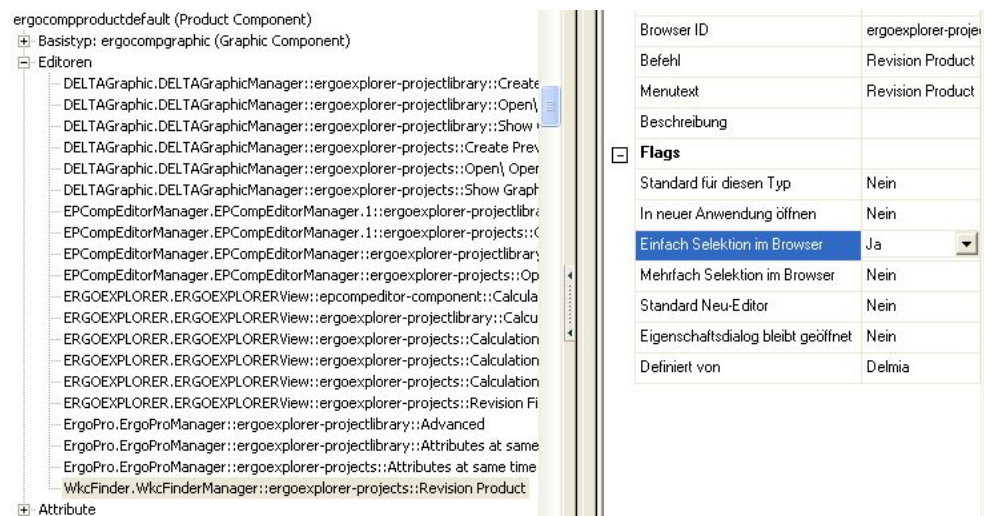 ergocompproductdefault (Product Component)
Basistyp: ergocompgraphic (Graphic Component)
Editoren
DELTAGraphic.DELTAGraphicManager::ergoexplorer-projectlibrary::Create
DELTAGraphic.DELTAGraphicManager::ergoexplorer-projectlibrary::Open\
DELTAGraphic.DELTAGraphicManager::ergoexplorer-projectlibrary::Show
DELTAGraphic.DELTAGraphicManager::ergoexplorer-projects::Create Prev
DELTAGraphic.DELTAGraphicManager::ergoexplorer-projects::Open\ Oper
DELTAGraphic.DELTAGraphicManager::ergoexplorer-projects::Show Graph
EPCompEditorManager.EPCompEditorManager.1::ergoexplorer-projectlibra
EPCompEditorManager.EPCompEditorManager.1::ergoexplorer-projects::C
EPCompEditorManager.EPCompEditorManager::ergoexplorer-projectlibrary
EPCompEditorManager.EPCompEditorManager::ergoexplorer-projects::Op
ERGOEXPLORER.ERGOEXPLORERView::epcompeditor-component::Calcula
ERGOEXPLORER.ERGOEXPLORERView::ergoexplorer-projectlibrary::Calcu
ERGOEXPLORER.ERGOEXPLORERView::ergoexplorer-projects::Calculation
ERGOEXPLORER.ERGOEXPLORERView::ergoexplorer-projects::Calculation
ERGOEXPLORER.ERGOEXPLORERView::ergoexplorer-projects::Calculation
ERGOEXPLORER.ERGOEXPLORERView::ergoexplorer-projects::Revision Fi
ErgoPro.ErgoProManager::ergoexplorer-projectlibrary::Advanced
ErgoPro.ErgoProManager::ergoexplorer-projectlibrary::Attributes at same
ErgoPro.ErgoProManager::ergoexplorer-projects::Attributes at same time
WkcFinder.WkcFinderManager::ergoexplorer-projects::Revision Product
Attribute
Browser ID ergoexplorer-proje
Befehl Revision Product
Menutext Revision Product
Beschreibung
Flags
Standard für diesen Typ Nein
In neuer Anwendung öffnen Nein
Einfach Selektion im Browser Ja
Mehrfach Selektion im Browser Nein
Standard Neu-Editor Nein
Eigenschaftsdialog bleibt geöffnet Nein
Definiert von Delmia